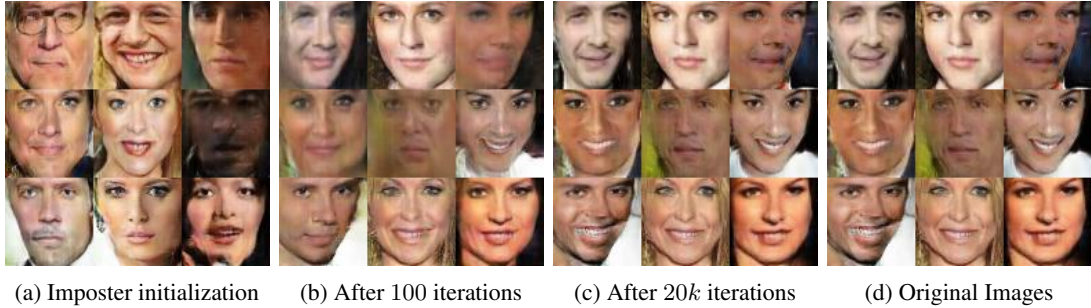 (a) Imposter initialization
(b) After 100 iterations
(c) After 20k iterations
(d) Original Images